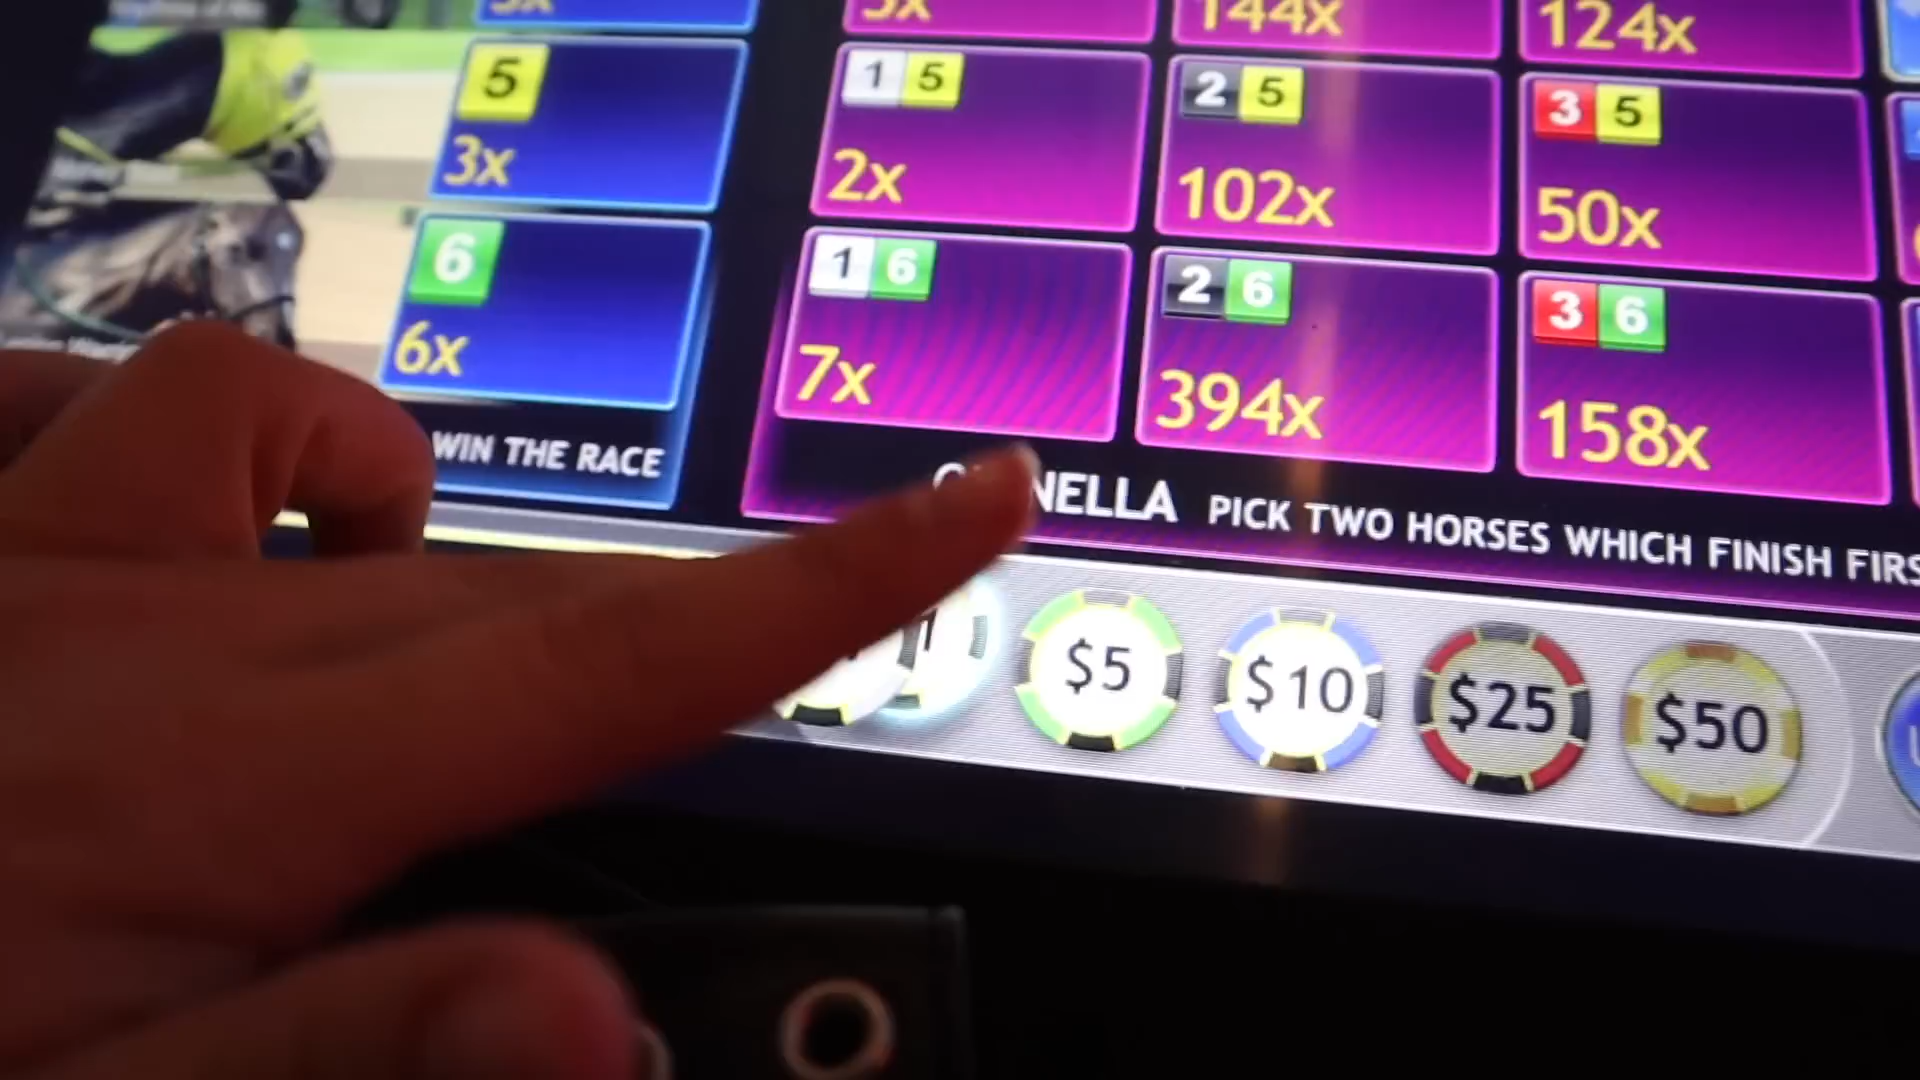 144x
124x
5
3x
1 5
2x
2 5
102x
3 5
50x
6
6x
1 6
7x
2 6
394x
3 6
158x
WIN THE RACE
PICK TWO HORSES WHICH FINISH
$5
$10
$25
$50